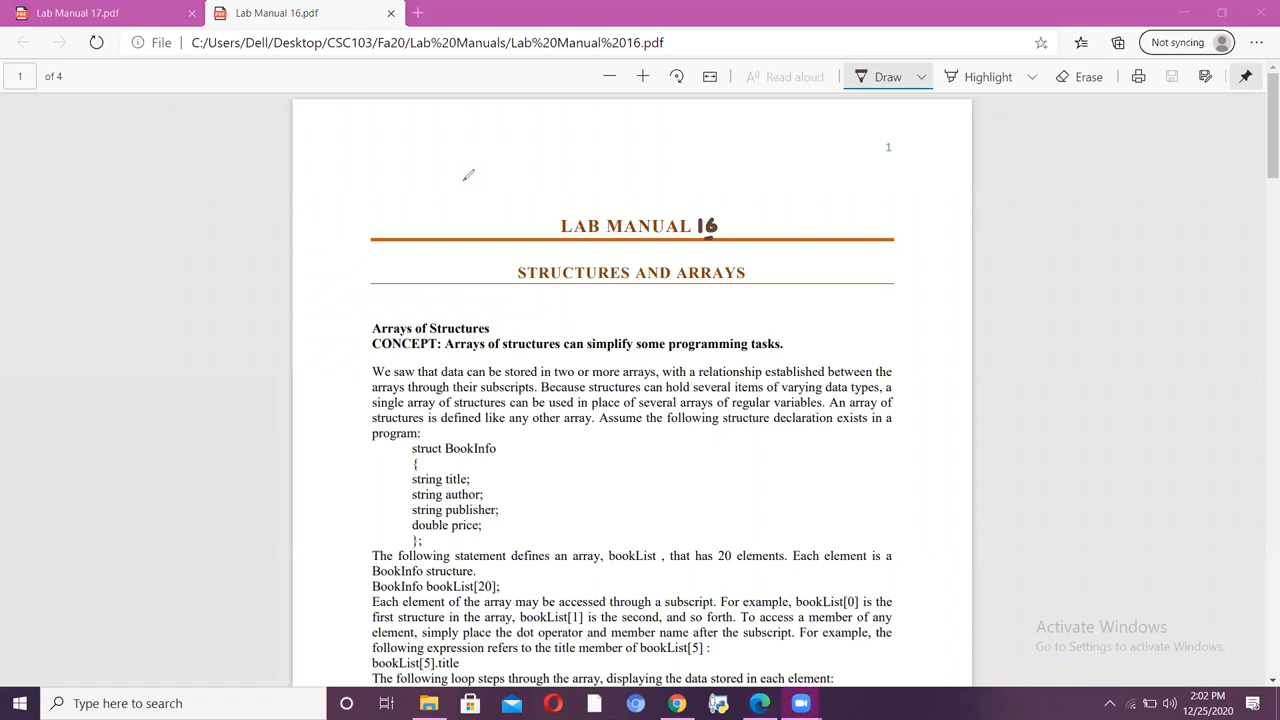 Lab Manual 17.pdf
Lab Manual 16.pdf
File
C:/Users/Dell/Desktop/CSC103/Fa20/Lab%20Manuals/Lab%20Manual%2016.pdf
Not syncing
1 of 4
Read aloud
Draw
Highlight
Erase
1
LAB MANUAL 16
STRUCTURES AND ARRAYS
Arrays of Structures
CONCEPT: Arrays of structures can simplify some programming tasks.
We saw that data can be stored in two or more arrays, with a relationship established between the
arrays through their subscripts. Because structures can hold several items of varying data types, a
single array of structures can be used in place of several arrays of regular variables. An array of
structures is defined like any other array. Assume the following structure declaration exists in a
program:
struct BookInfo
{
string title;
string author;
string publisher;
double price;
};
The following statement defines an array, bookList , that has 20 elements. Each element is a
BookInfo structure.
BookInfo bookList[20];
Each element of the array may be accessed through a subscript. For example, bookList[0] is the
first structure in the array, bookList[1] is the second, and so forth. To access a member of any
element, simply place the dot operator and member name after the subscript. For example, the
following expression refers to the title member of bookList[5] :
bookList[5].title
The following loop steps through the array, displaying the data stored in each element:
Activate Windows
Go to Settings to activate Windows.
Type here to search
2:02 PM
12/25/2020